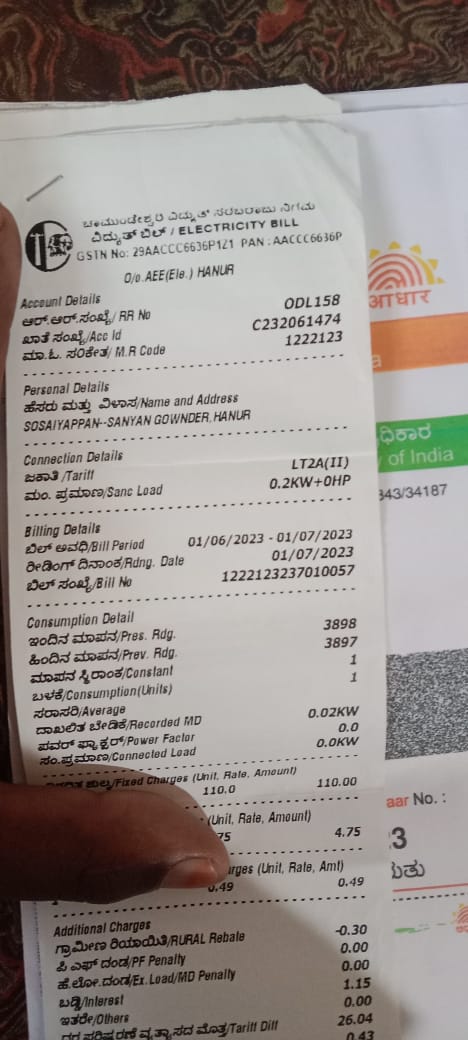 ಚಾಮುಂಡೇಶ್ವರಿ ವಿದ್ಯುತ್ ಸರಬರಾಜು ನಿಗಮ
ವಿದ್ಯುತ್ ಬಿಲ್ / ELECTRICITY BILL
GSTN No: 29AACCC6636P1Z1 PAN : AACCC6636P
O/o.AEE(Ele.) HANUR
Account Details
ಆರ್.ಆರ್.ಸಂಖ್ಯೆ/ RR No ODL158
ಖಾತೆ ಸಂಖ್ಯೆ/Acc Id C232061474
ಮಾ.ಓ. ಸಂಕೇತ/ M.R Code 1222123
Personal Details
ಹೆಸರು ಮತ್ತು ವಿಳಾಸ/Name and Address
SOSAIYAPPAN--SANYAN GOWNDER,HANUR
Connection Details
ಜಕಾತಿ /Tariff LT2A(II)
ಮಂ. ಪ್ರಮಾಣ/Sanc Load 0.2KW+0HP
Billing Details
ಬಿಲ್ ಅವಧಿ/Bill Period 01/06/2023 - 01/07/2023
ರೀಡಿಂಗ್ ದಿನಾಂಕ/Rdng. Date 01/07/2023
ಬಿಲ್ ಸಂಖ್ಯೆ/Bill No 1222123237010057
Consumption Detail
ಇಂದಿನ ಮಾಪನ/Pres. Rdg. 3898
ಹಿಂದಿನ ಮಾಪನ/Prev. Rdg. 3897
ಮಾಪನ ಸ್ಥಿರಾಂಕ/Constant 1
ಬಳಕೆ/Consumption(Units) 1
ಸರಾಸರಿ/Average
ದಾಖಲಿತ ಬೇಡಿಕೆ/Recorded MD 0.02KW
ಪವರ್ ಫ್ಯಾಕ್ಟರ್/Power Factor 0.0
ಸಂ.ಪ್ರಮಾಣ/Connected Load 0.0KW
ಶುಲ್ಕ/Fixed Charges (Unit, Rate, Amount)
110.0 110.00
(Unit, Rate, Amount)
75 4.75
rges (Unit, Rate, Amt)
0.49 0.49
Additional Charges
ಗ್ರಾಮೀಣ ರಿಯಾಯಿತಿ/RURAL Rebate -0.30
ಪಿ ಎಫ್ ದಂಡ/PF Penalty 0.00
ಹೆ.ಲೋ.ದಂಡ/Ex.Load/MD Penalty 0.00
ಬಡ್ಡಿ/Interest 1.15
ಇತರೇ/Others 0.00
ವ್ಯತ್ಯಾಸದ ಮೊತ್ತ/Tariff Diff 26.04
0.43
आधार
a
ಧಿಕಾರ
of India
343/34187
aar No. :
3